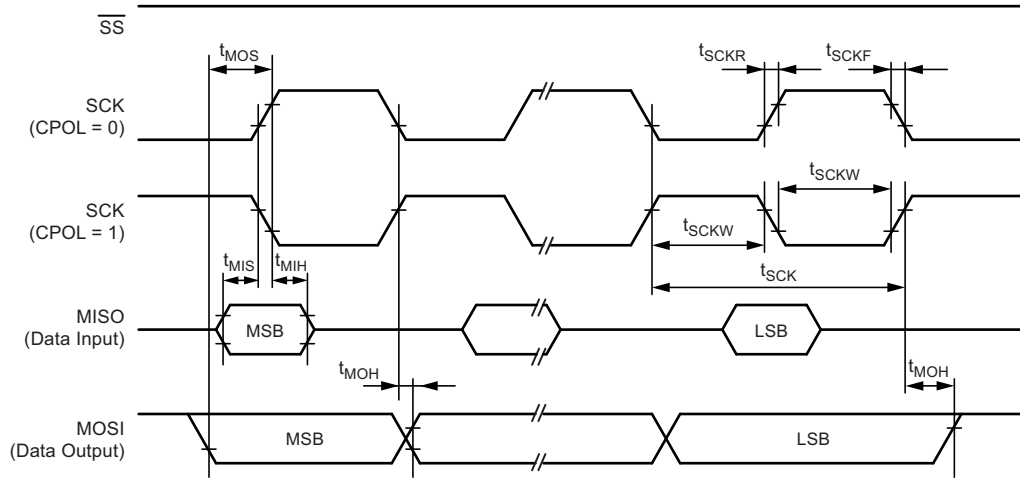 SS
tMOS
tSCKR
tSCKF
SCK
(CPOL = 0)
tSCKW
SCK
(CPOL = 1)
tSCKW
tMIS
tMIH
tSCK
MISO
(Data Input)
MSB
LSB
tMOH
tMOH
MOSI
(Data Output)
MSB
LSB